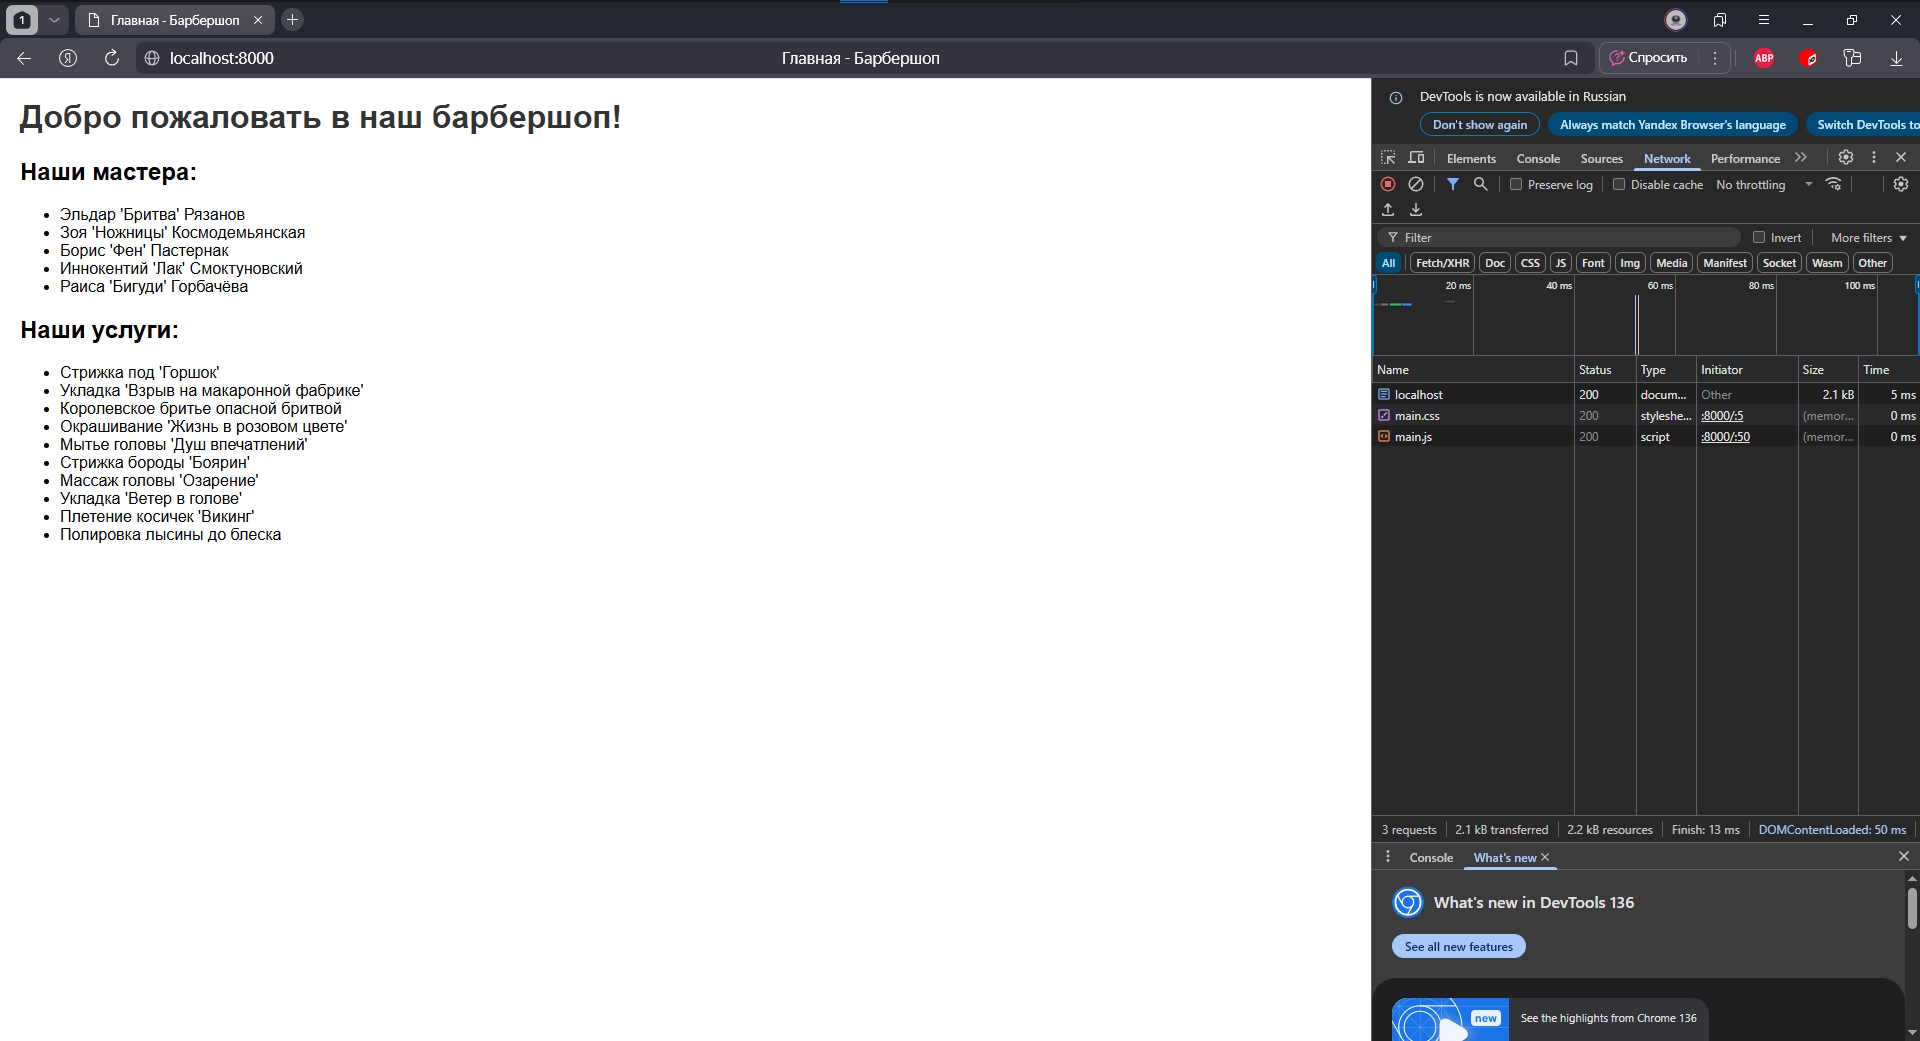 1
Главная - Барбершоп
localhost:8000
Главная - Барбершоп
Спросить
ABP
Добро пожаловать в наш барбершоп!
Наши мастера:
Эльдар 'Бритва' Рязанов
Зоя 'Ножницы' Космодемьянская
Борис 'Фен' Пастернак
Иннокентий 'Лак' Смоктуновский
Раиса 'Бигуди' Горбачёва
Наши услуги:
Стрижка под 'Горшок'
Укладка 'Взрыв на макаронной фабрике'
Королевское бритье опасной бритвой
Окрашивание 'Жизнь в розовом цвете'
Мытье головы 'Душ впечатлений'
Стрижка бороды 'Боярин'
Массаж головы 'Озарение'
Укладка 'Ветер в голове'
Плетение косичек 'Викинг'
Полировка лысины до блеска
DevTools is now available in Russian
Don't show again Always match Yandex Browser's language Switch DevTools to
Elements Console Sources Network Performance
Preserve log Disable cache No throttling
Filter Invert More filters
All Fetch/XHR Doc CSS JS Font Img Media Manifest Socket Wasm Other
20 ms 40 ms 60 ms 80 ms 100 ms
Name Status Type Initiator Size Time
localhost 200 docum... Other 2.1 kB 5 ms
main.css 200 styleshe... :8000/:5 (memor... 0 ms
main.js 200 script :8000/:50 (memor... 0 ms
3 requests 2.1 kB transferred 2.2 kB resources Finish: 13 ms DOMContentLoaded: 50 ms
Console What's new
What's new in DevTools 136
See all new features
new
See the highlights from Chrome 136